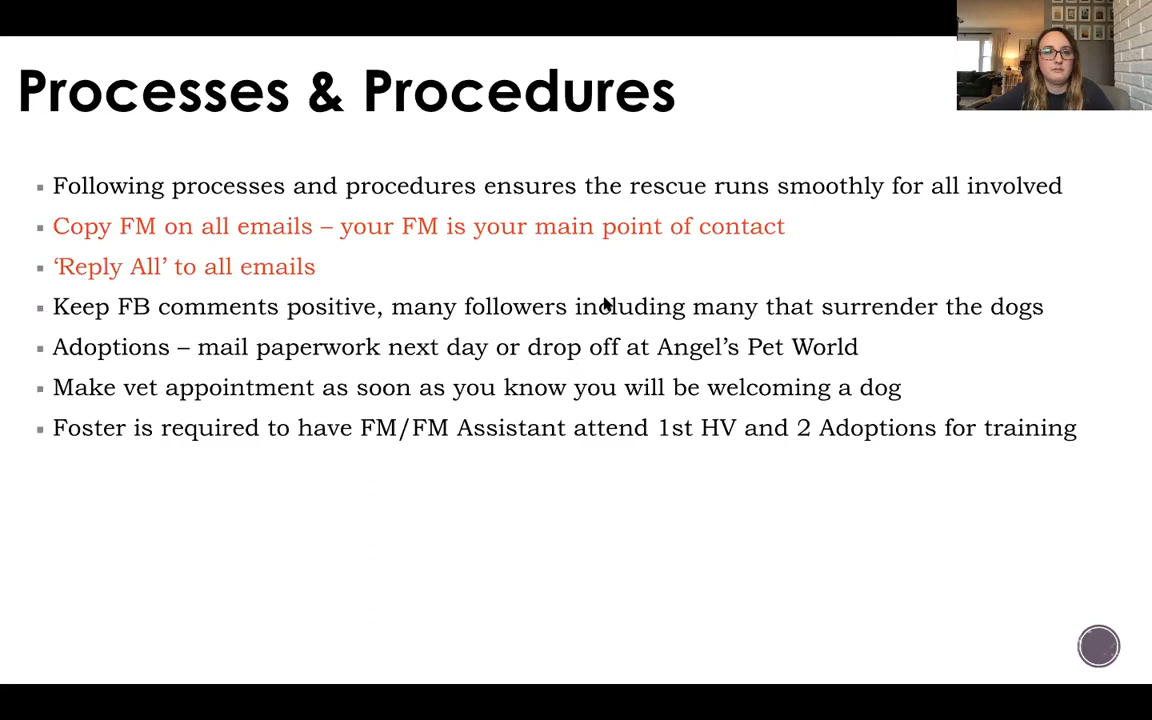 Processes & Procedures
Following processes and procedures ensures the rescue runs smoothly for all involved
Copy FM on all emails – your FM is your main point of contact
‘Reply All’ to all emails
Keep FB comments positive, many followers including many that surrender the dogs
Adoptions – mail paperwork next day or drop off at Angel’s Pet World
Make vet appointment as soon as you know you will be welcoming a dog
Foster is required to have FM/FM Assistant attend 1st HV and 2 Adoptions for training